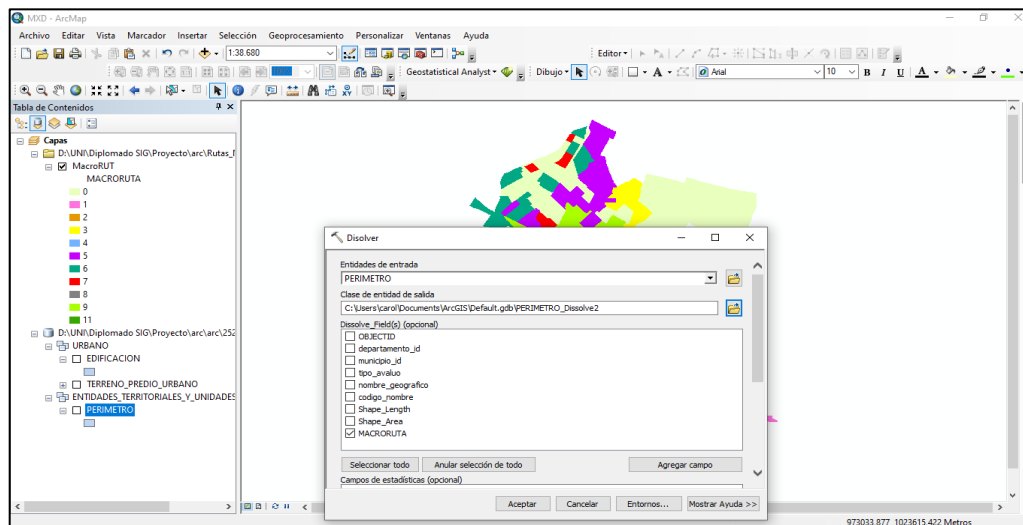 MXD - ArcMap
Archivo Editar Vista Marcador Insertar Selección Geoprocesamiento Personalizar Ventanas Ayuda
1:38.680
Editor
Geostatistical Analyst
Dibujo
Arial
10
B I U A
Tabla de Contenidos
Capas
D:\UNI\Diplomado SIG\Proyecto\arc\Rutas_
MacroRUT
MACRORUTA
0
1
2
3
4
5
6
7
8
9
11
D:\UNI\Diplomado SIG\Proyecto\arc\arc\252
URBANO
EDIFICACION
TERRENO_PREDIO_URBANO
ENTIDADES_TERRITORIALES_Y_UNIDADES
PERIMETRO
Disolver
Entidades de entrada
PERIMETRO
Clase de entidad de salida
C:\Users\carol\Documents\ArcGIS\Default.gdb\PERIMETRO_Dissolve2
Dissolve_Field(s) (opcional)
OBJECTID
departamento_id
municipio_id
tipo_avaluo
nombre_geografico
codigo_nombre
Shape_Length
Shape_Area
MACRORUTA
Seleccionar todo Anular selección de todo Agregar campo
Campos de estadísticas (opcional)
Aceptar Cancelar Entornos... Mostrar Ayuda >>
973033,877 1023615,422 Metros